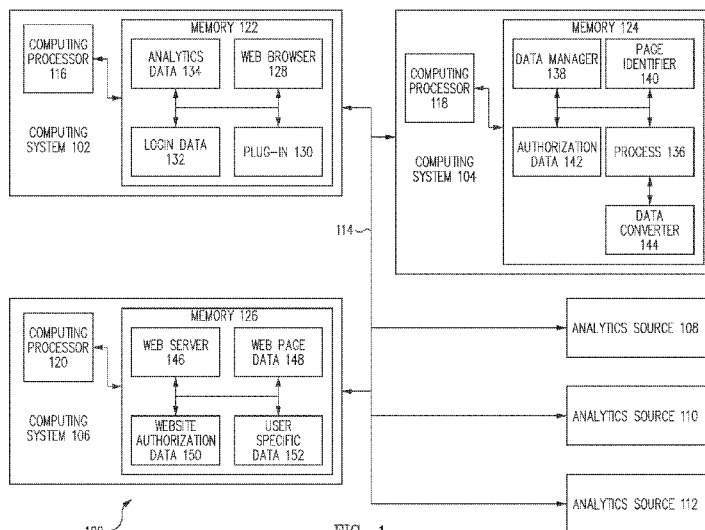 MEMORY 122
COMPUTING
PROCESSOR
116
COMPUTING
SYSTEM 102
ANALYTICS
DATA 134
WEB BROWSER
128
LOGIN DATA
132
PLUG-IN 130
MEMORY 124
COMPUTING
PROCESSOR
118
COMPUTING
SYSTEM 104
DATA MANAGER
138
PAGE
IDENTIFIER
140
AUTHORIZATION
DATA 142
PROCESS 136
DATA
CONVERTER
144
114
MEMORY 126
COMPUTING
PROCESSOR
120
COMPUTING
SYSTEM 106
WEB SERVER
146
WEB PAGE
DATA 148
WEBSITE
AUTHORIZATION
DATA 150
USER
SPECIFIC
DATA 152
ANALYTICS SOURCE 108
ANALYTICS SOURCE 110
ANALYTICS SOURCE 112